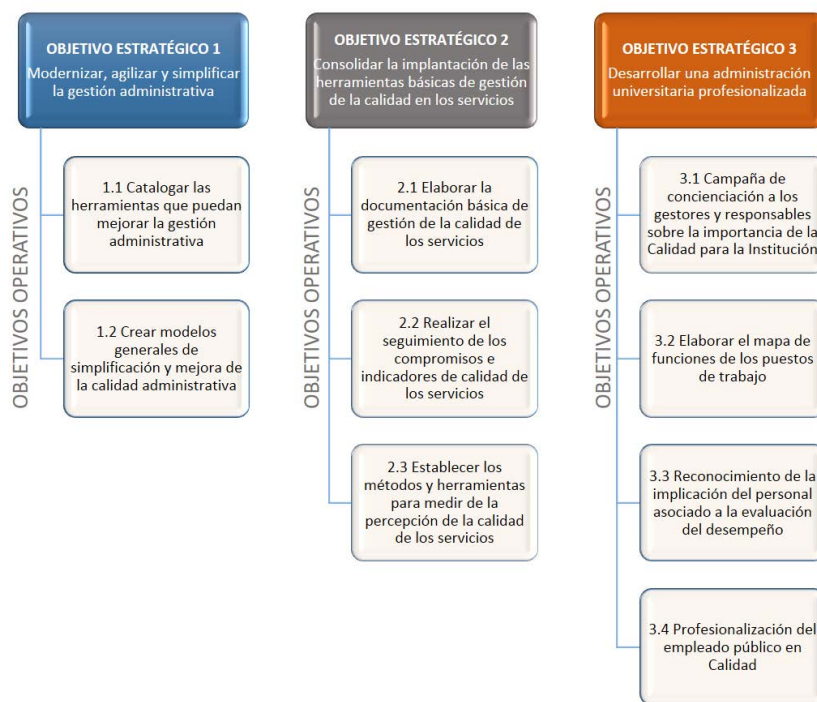 OBJETIVO ESTRATÉGICO 1
Modernizar, agilizar y simplificar
la gestión administrativa
OBJETIVOS OPERATIVOS
1.1 Catalogar las
herramientas que puedan
mejorar la gestión
administrativa
1.2 Crear modelos
generales de
simplificación y mejora de
la calidad administrativa
OBJETIVO ESTRATÉGICO 2
Consolidar la implantación de las
herramientas básicas de gestión
de la calidad en los servicios
OBJETIVOS OPERATIVOS
2.1 Elaborar la
documentación básica de
gestión de la calidad de
los servicios
2.2 Realizar el
seguimiento de los
compromisos e
indicadores de calidad de
los servicios
2.3 Establecer los
métodos y herramientas
para medir de la
percepción de la calidad
de los servicios
OBJETIVO ESTRATÉGICO 3
Desarrollar una administración
universitaria profesionalizada
OBJETIVOS OPERATIVOS
3.1 Campaña de
concienciación a los
gestores y responsables
sobre la importancia de la
Calidad para la Institución
3.2 Elaborar el mapa de
funciones de los puestos
de trabajo
3.3 Reconocimiento de la
implicación del personal
asociado a la evaluación
del desempeño
3.4 Profesionalización del
empleado público en
Calidad